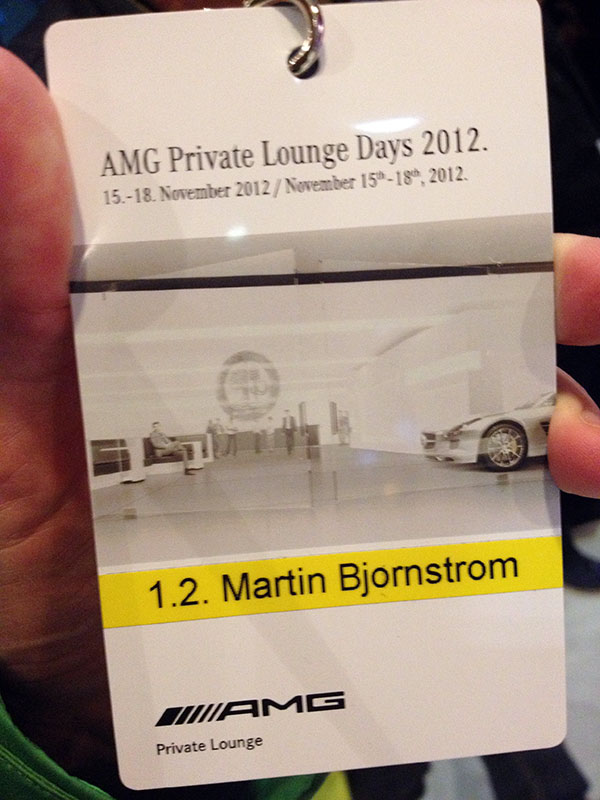 AMG Private Lounge Days 2012.
15.-18. November 2012 / November 15th-18th, 2012.
1.2. Martin Bjornstrom
AMG
Private Lounge